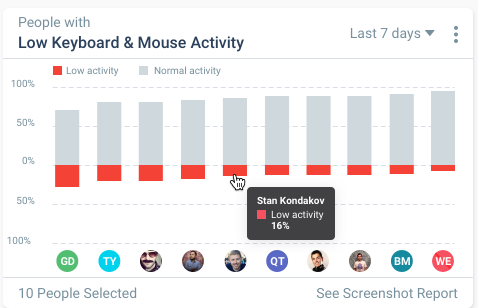 People with
Low Keyboard & Mouse Activity
Last 7 days
Low activity
Normal activity
100%
50%
0%
50%
100%
Stan Kondakov
Low activity
16%
GD
TY
QT
BM
WE
10 People Selected
See Screenshot Report